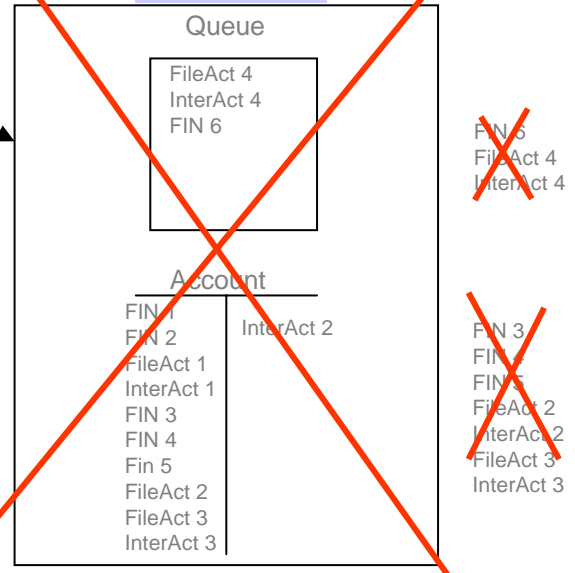 Queue
FileAct 4
InterAct 4
FIN 6
Account
FIN 1
FIN 2
FileAct 1
InterAct 1
FIN 3
FIN 4
Fin 5
FileAct 2
FileAct 3
InterAct 3
InterAct 2
FIN 6
FileAct 4
InterAct 4
FIN 3
FIN 4
FIN 5
FileAct 2
InterAct 2
FileAct 3
InterAct 3